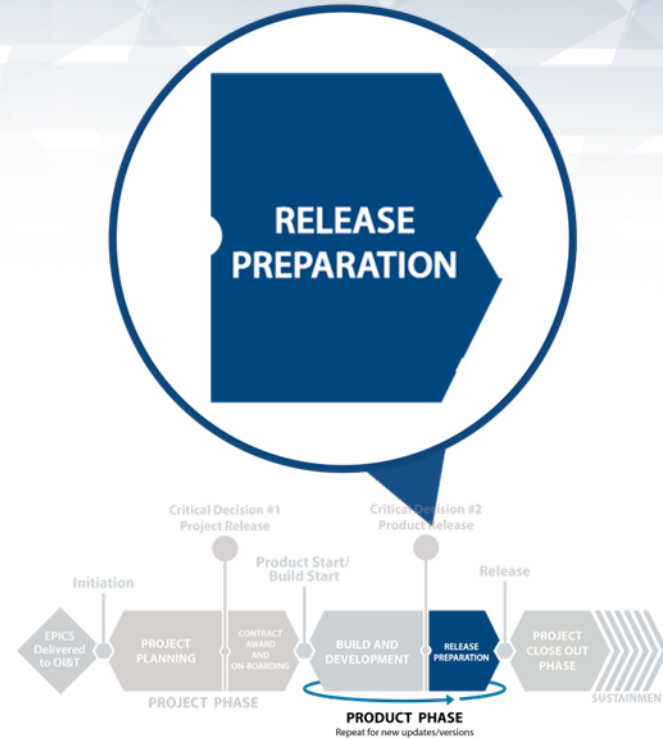 RELEASE
PREPARATION
Critical Decision #1
Project Release
Critical Decision #2
Product Release
Initiation
Product Start/
Build Start
Release
EPICS
Delivered
to OI&T
PROJECT
PLANNING
CONTRACT
AWARD
AND
ON-BOARDING
BUILD AND
DEVELOPMENT
RELEASE
PREPARATION
PROJECT
CLOSE OUT
PHASE
SUSTAINMENT
PROJECT PHASE
PRODUCT PHASE
Repeat for new updates/versions